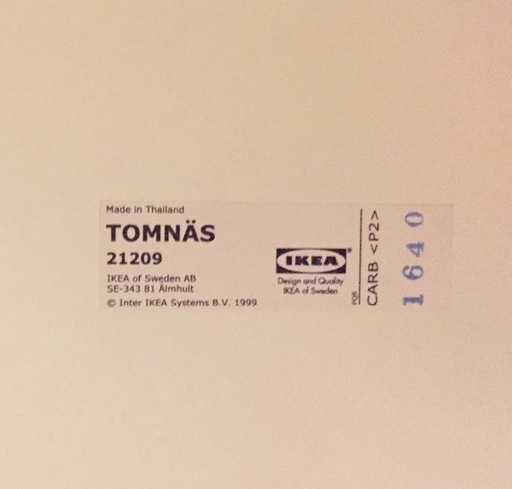 Made in Thailand
TOMNÄS
21209
IKEA of Sweden AB
SE-343 81 Älmhult
© Inter IKEA Systems B.V. 1999
IKEA®
Design and Quality
IKEA of Sweden
FQR
CARB <P2>
1640